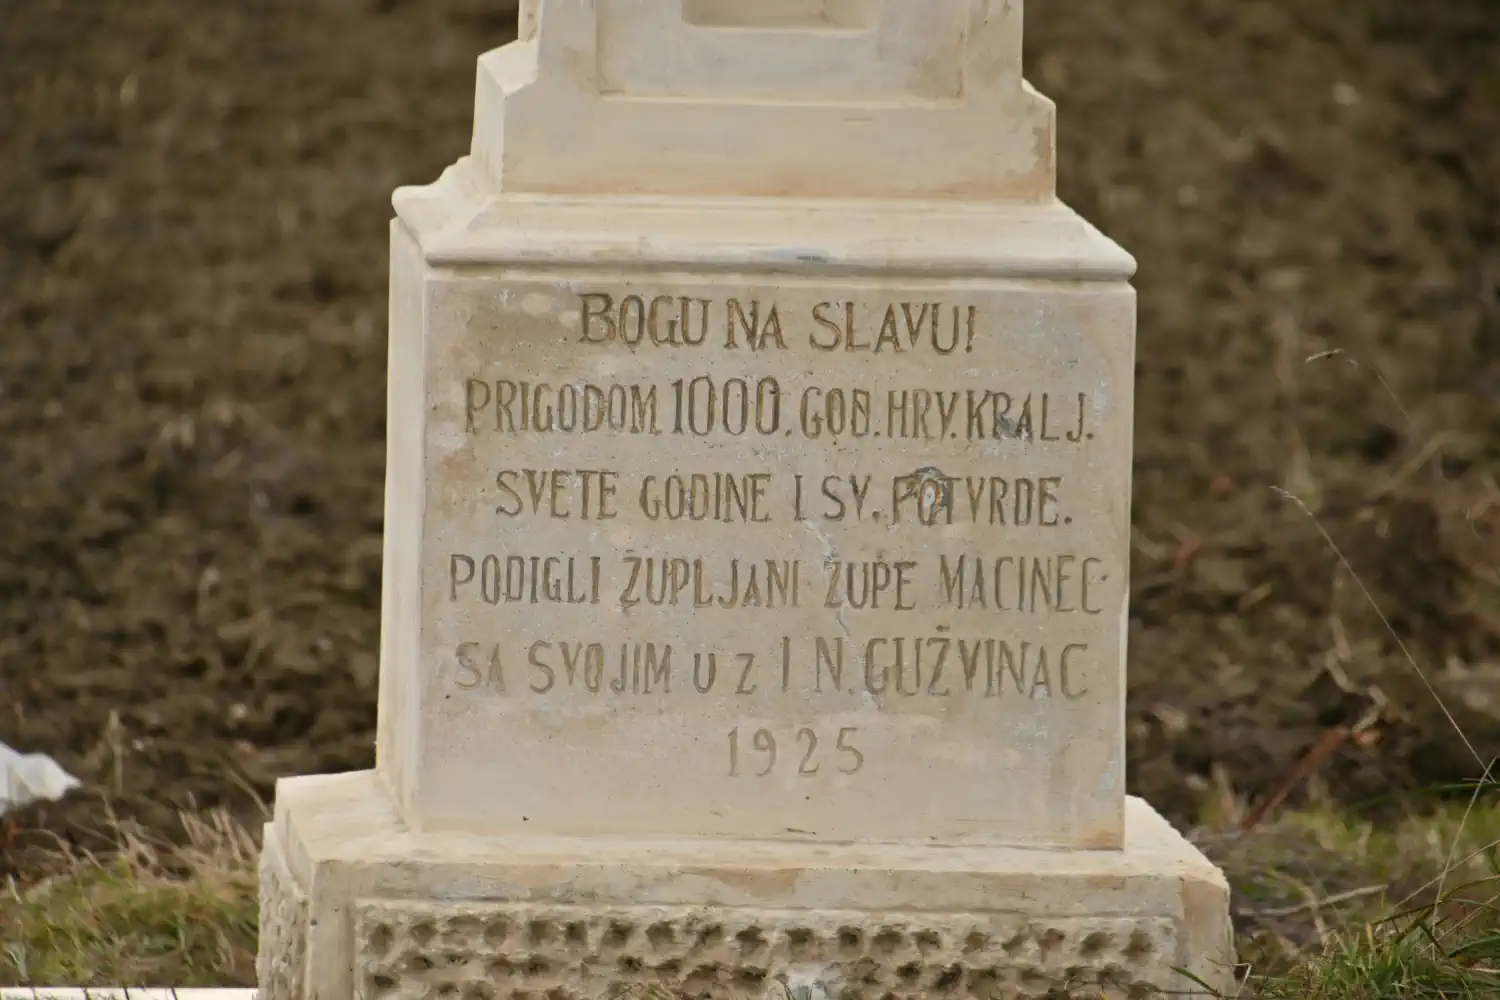 BOGU NA SLAVU!
PRIGODOM 1000. GOD. HRV. KRALJ.
SVETE GODINE I SV. POTVRDE.
PODIGLI ŽUPLJANI ŽUPE MACINEC
SA SVOJIM UZ I N. GUŽVINAC
1925